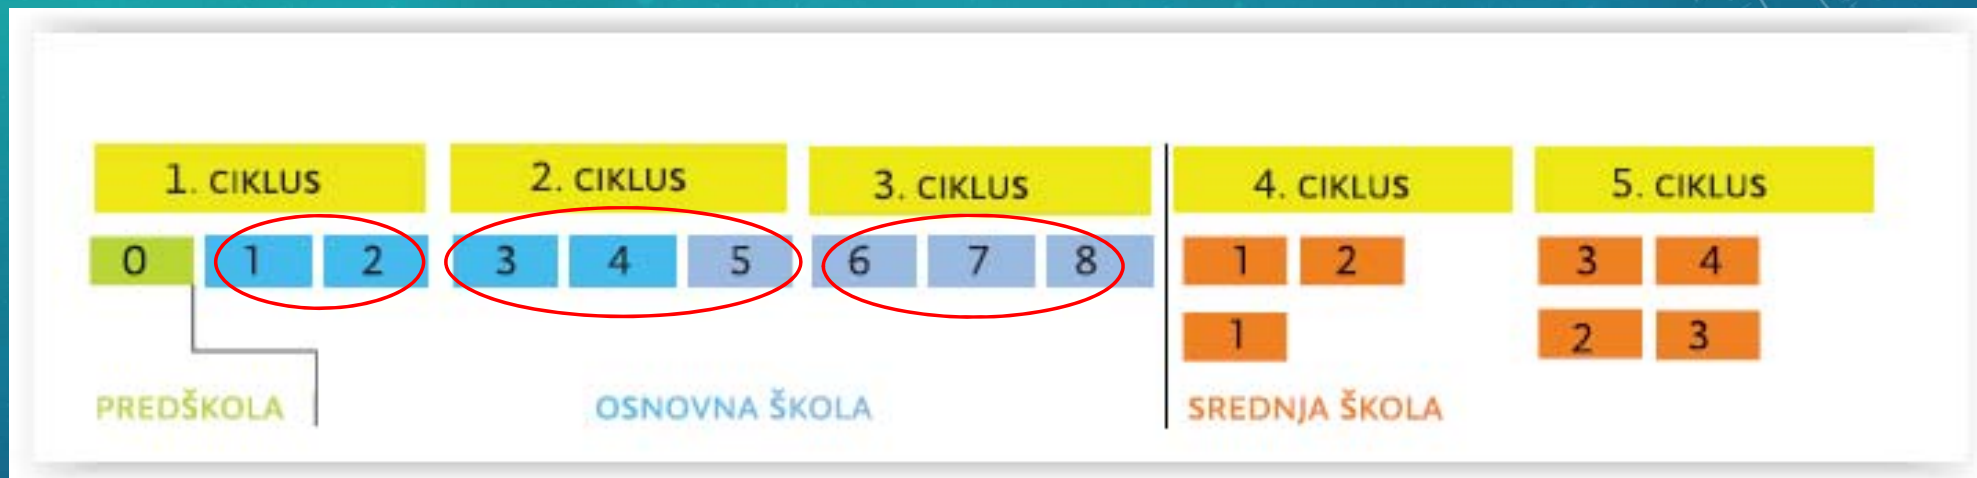 1. CIKLUS 2. CIKLUS 3. CIKLUS 4. CIKLUS 5. CIKLUS
0 1 2 3 4 5 6 7 8 1 2 3 4
1 2 3
PREDŠKOLA OSNOVNA ŠKOLA SREDNJA ŠKOLA